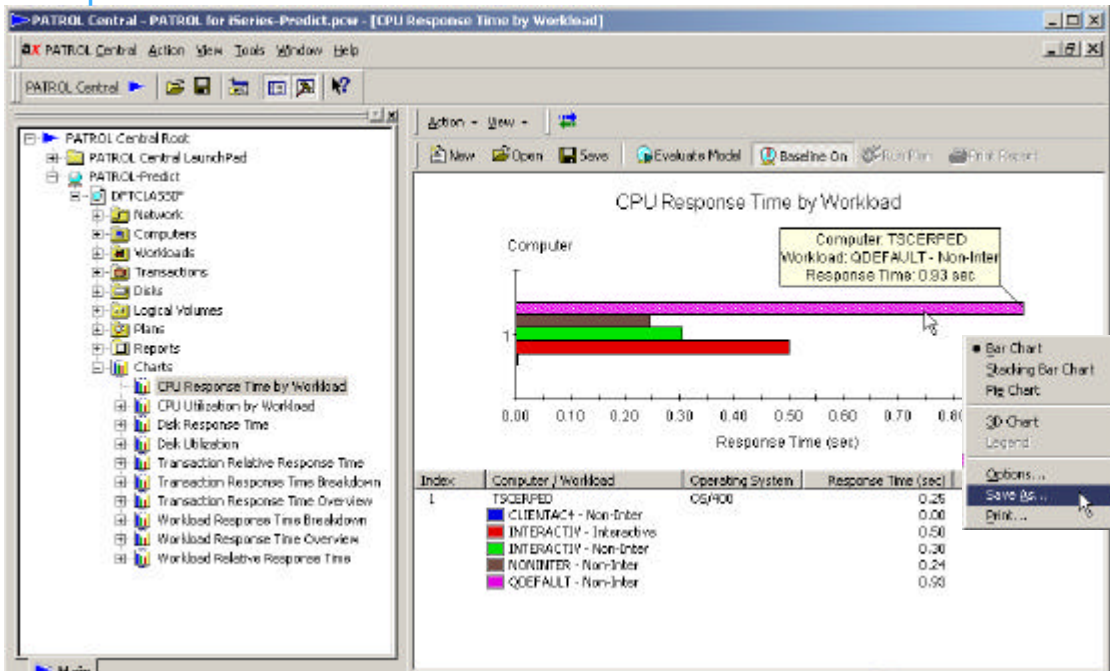 PATROL Central - PATROL for iSeries-Predict.pcw - [CPU Response Time by Workload]
PATROL Central Action View Tools Window Help
PATROL Central
PATROL Central Root
PATROL Central LaunchPad
PATROL-Predict
Network
Computers
Workloads
Transactions
Disks
Logical Volumes
Plans
Reports
Charts
CPU Response Time by Workload
CPU Utilization by Workload
Disk Response Time
Disk Utilization
Transaction Relative Response Time
Transaction Response Time Breakdown
Transaction Response Time Overview
Workload Response Time Breakdown
Workload Response Time Overview
Workload Relative Response Time
Main
Action View
New Open Save Evaluate Model Baseline On Run Plan Print Report
CPU Response Time by Workload
Computer
Computer: TSCERPED
Workload: QDEFAULT - Non-Inter
Response Time: 0.93 sec
1
0.00 0.10 0.20 0.30 0.40 0.50 0.60 0.70
Response Time (sec)
Bar Chart
Stacking Bar Chart
Pie Chart
3D Chart
Legend
Options...
Save As...
Print...
Index Computer / Workload Operating System Response Time (sec)
1 TSCERPED OS/400 0.25
CLIENTAC4 - Non-Inter 0.00
INTERACTIV - Interactive 0.50
INTERACTIV - Non-Inter 0.30
NONINTER - Non-Inter 0.24
QDEFAULT - Non-Inter 0.93